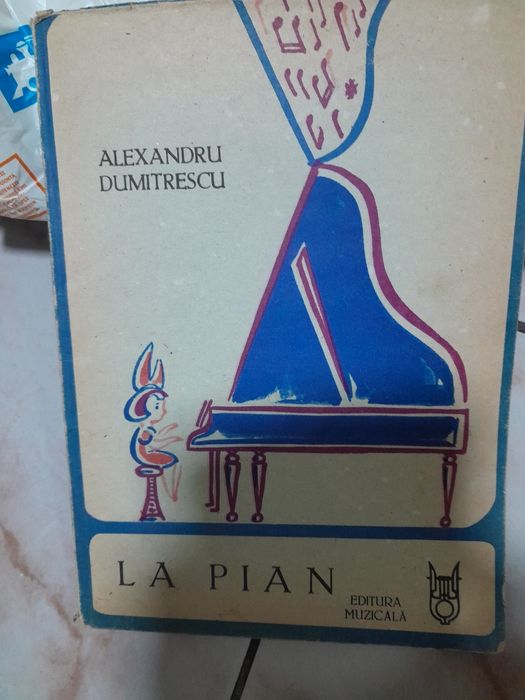 ALEXANDRU
DUMITRESCU
LA PIAN
EDITURA
MUZICALĂ